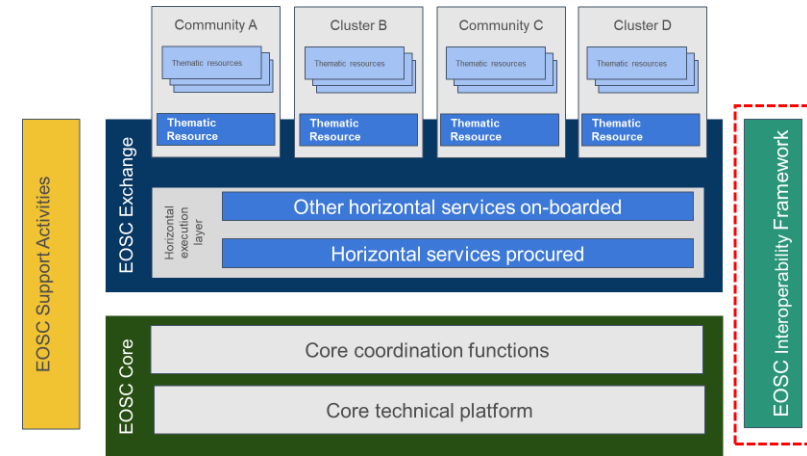 Community A
Cluster B
Community C
Cluster D
Thematic resources
Thematic resources
Thematic resources
Thematic resources
Thematic
Resource
Thematic
Resource
Thematic
Resource
Thematic
Resource
EOSC Support Activities
EOSC Exchange
Horizontal
execution
layer
Other horizontal services on-boarded
Horizontal services procured
EOSC Interoperability Framework
EOSC Core
Core coordination functions
Core technical platform